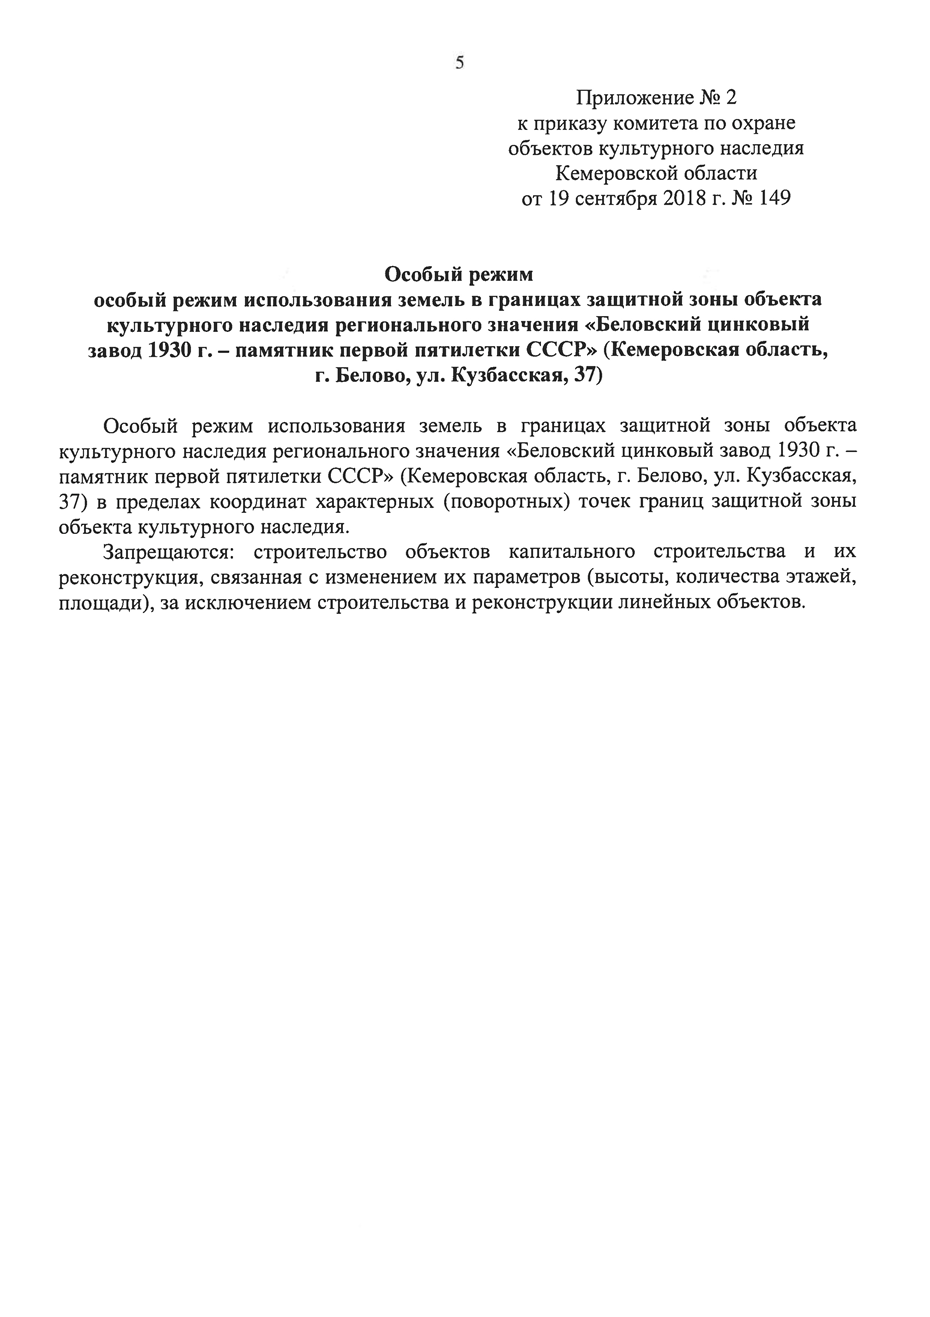 5
Приложение № 2
к приказу комитета по охране
объектов культурного наследия
Кемеровской области
от 19 сентября 2018 г. № 149
Особый режим
особый режим использования земель в границах защитной зоны объекта
культурного наследия регионального значения «Беловский цинковый
завод 1930 г. – памятник первой пятилетки СССР» (Кемеровская область,
г. Белово, ул. Кузбасская, 37)
Особый режим использования земель в границах защитной зоны объекта
культурного наследия регионального значения «Беловский цинковый завод 1930 г. –
памятник первой пятилетки СССР» (Кемеровская область, г. Белово, ул. Кузбасская,
37) в пределах координат характерных (поворотных) точек границ защитной зоны
объекта культурного наследия.
Запрещаются: строительство объектов капитального строительства и их
реконструкция, связанная с изменением их параметров (высоты, количества этажей,
площади), за исключением строительства и реконструкции линейных объектов.